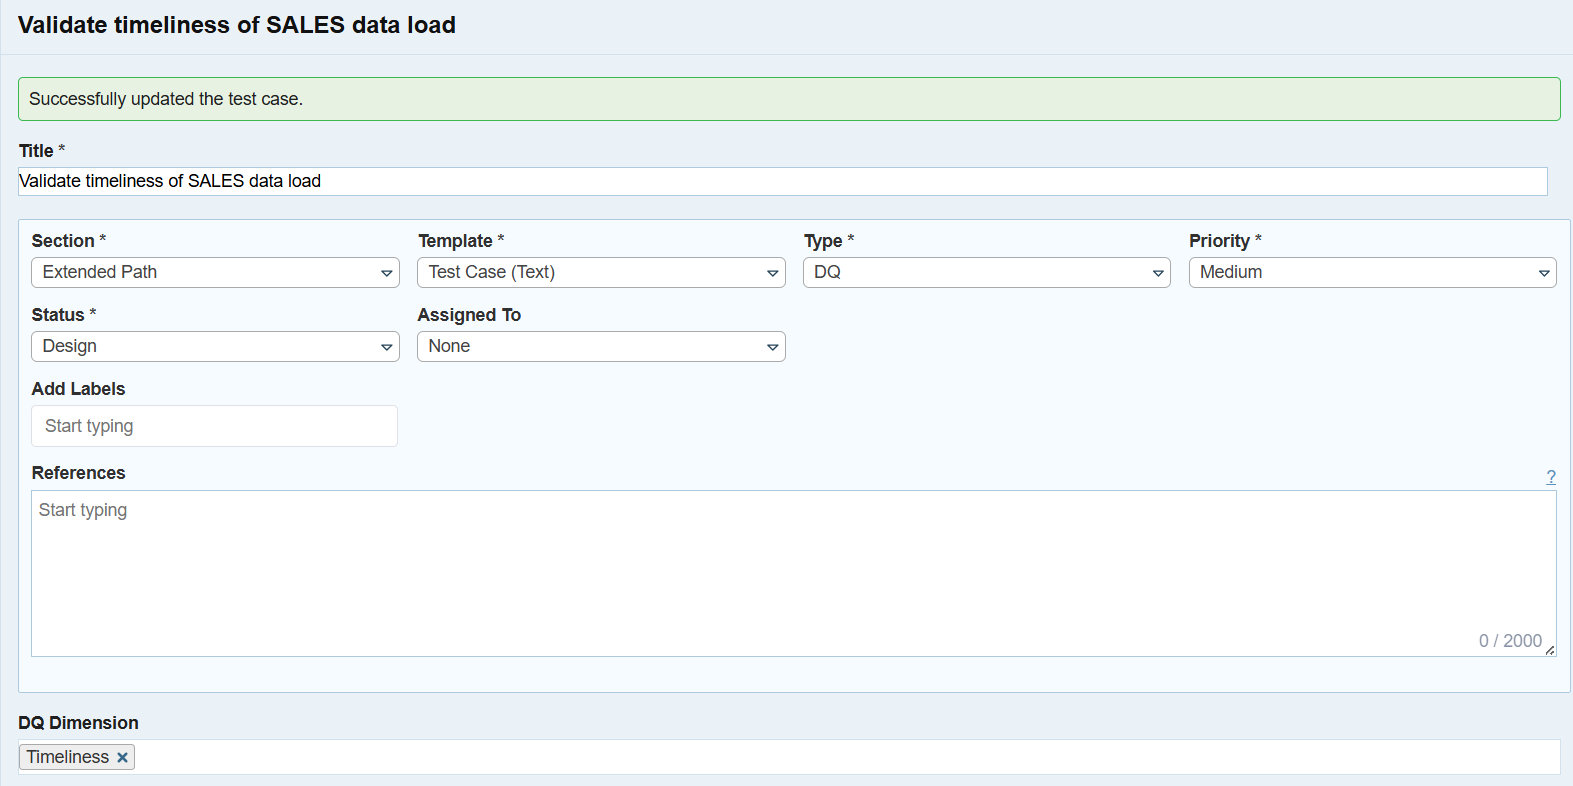 Validate timeliness of SALES data load
Successfully updated the test case.
Title *
Validate timeliness of SALES data load
Section * Template * Type * Priority *
Extended Path Test Case (Text) DQ Medium
Status * Assigned To
Design None
Add Labels
Start typing
References ?
Start typing
0 / 2000
DQ Dimension
Timeliness ×